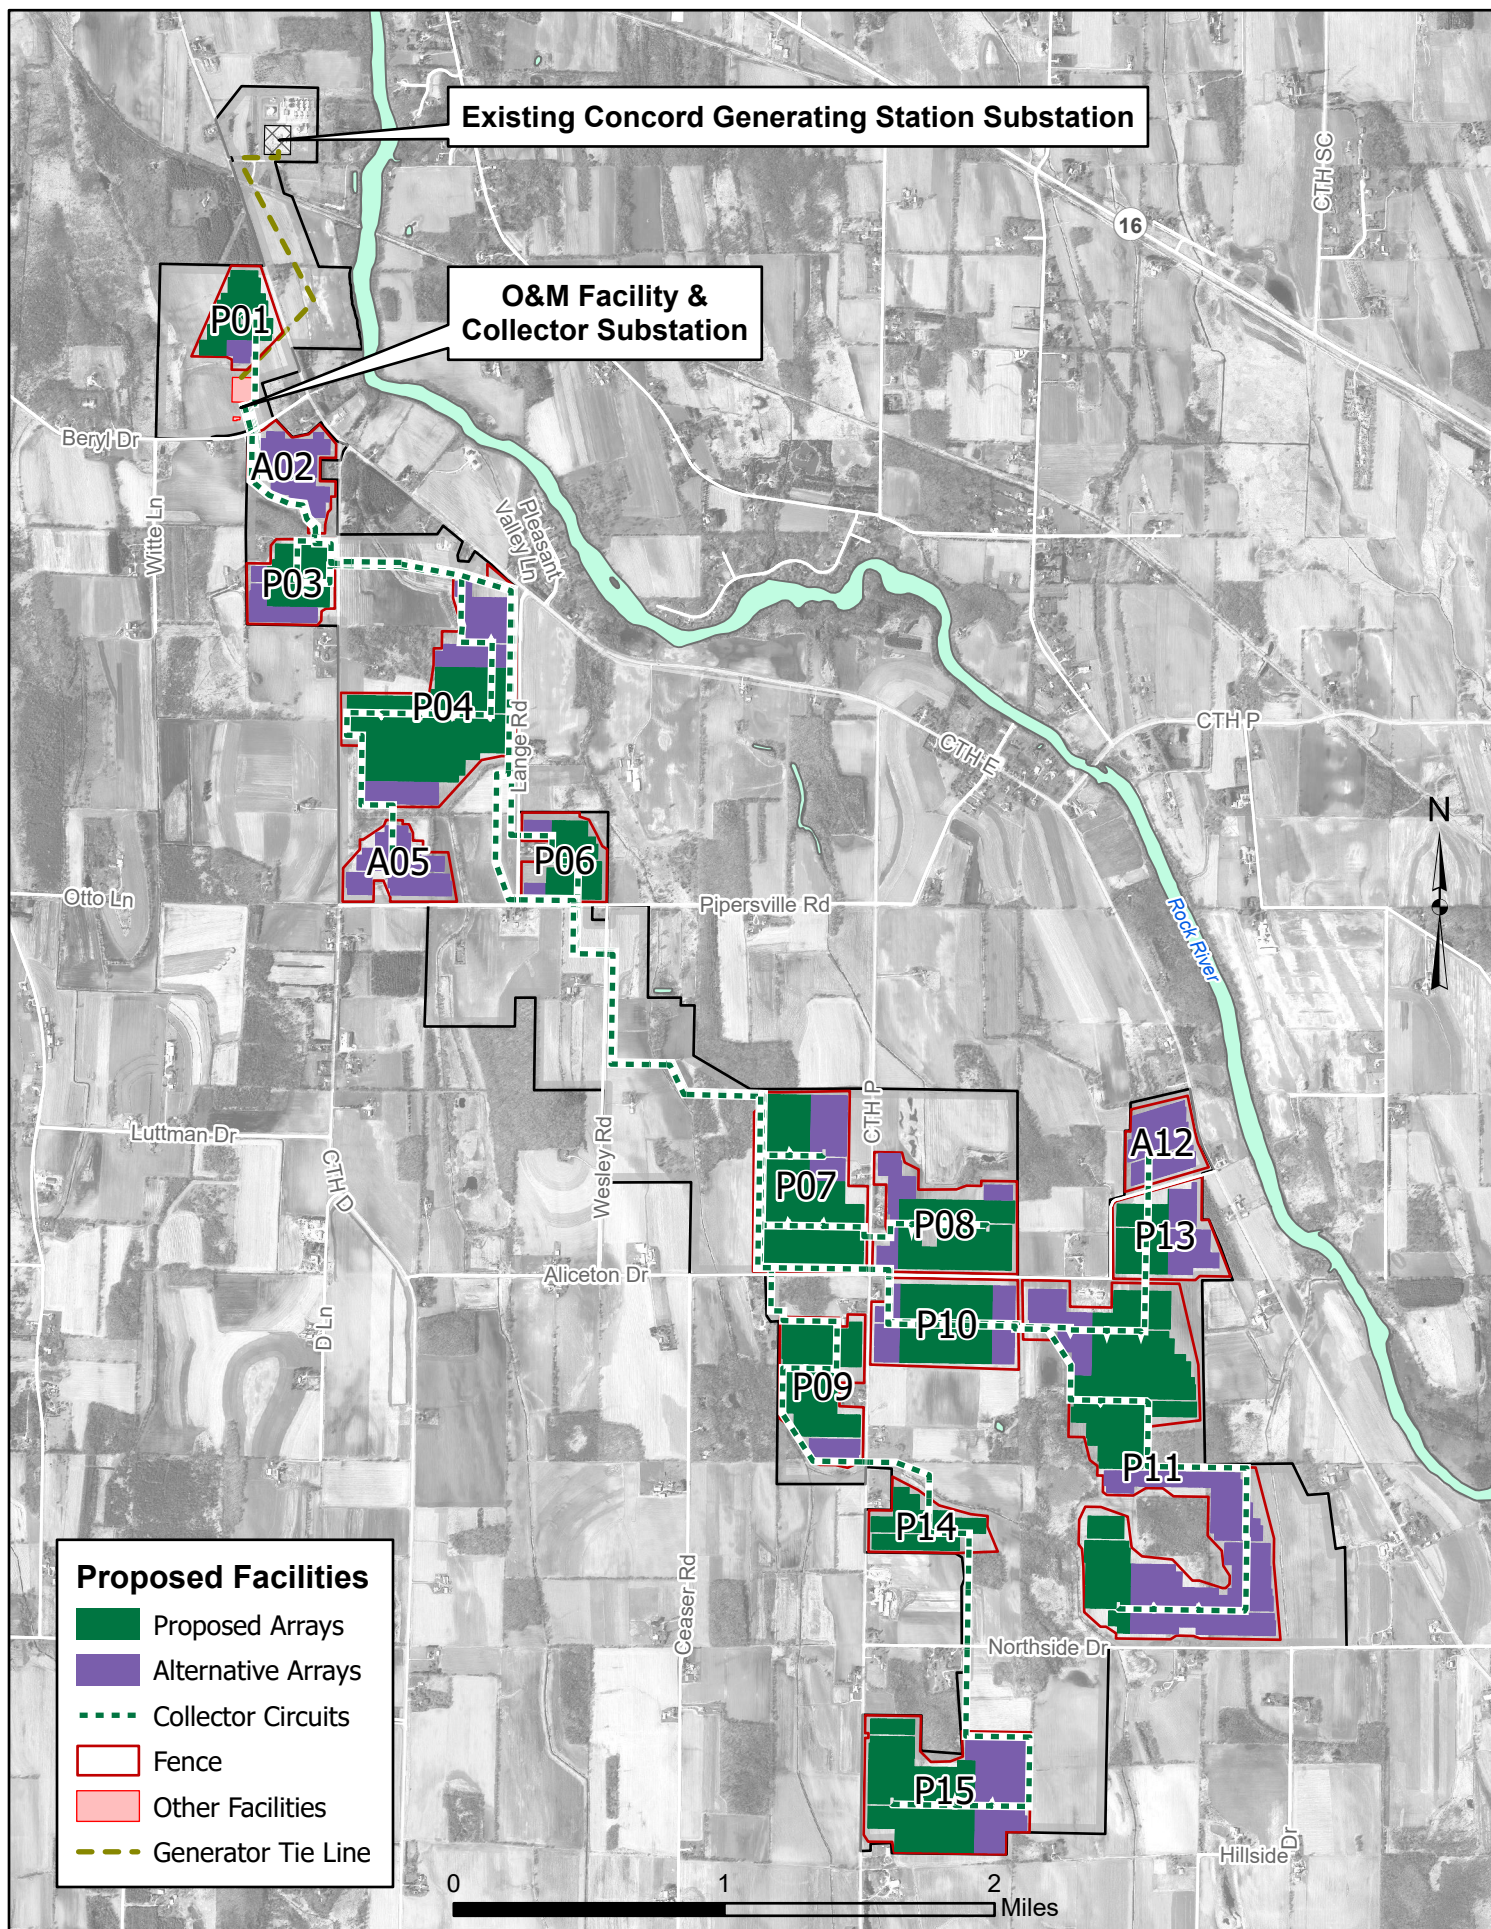 Existing Concord Generating Station Substation
CTH SC
16
O&M Facility &
Collector Substation
P01
Beryl Dr
A02
Witte Ln
Pleasant
Valley Ln
P03
P04
Lange Rd
CTH E
CTH P
N
A05
P06
Otto Ln
Pipersville Rd
Rock River
Luttman Dr
CTH D
Wesley Rd
CTH P
A12
P07
P08
P13
Aliceton Dr
D Ln
P10
P09
P11
P14
Ceaser Rd
Northside Dr
P15
Hillside Dr
Proposed Facilities
Proposed Arrays
Alternative Arrays
Collector Circuits
Fence
Other Facilities
Generator Tie Line
0 1 2
Miles